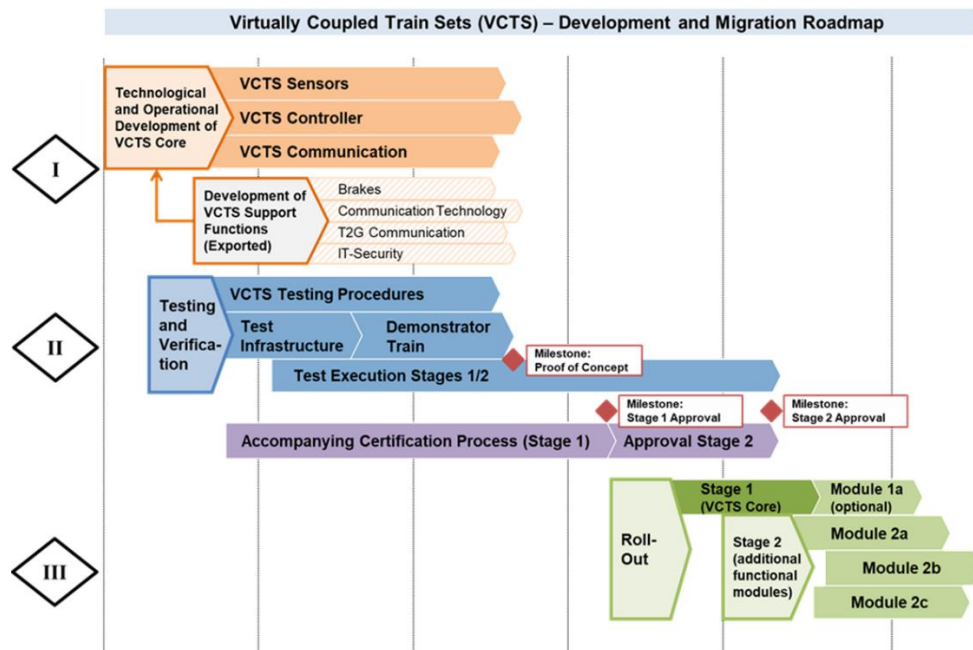 Virtually Coupled Train Sets (VCTS) – Development and Migration Roadmap
I
Technological
and Operational
Development of
VCTS Core
VCTS Sensors
VCTS Controller
VCTS Communication
Development of
VCTS Support
Functions
(Exported)
Brakes
Communication Technology
T2G Communication
IT-Security
II
Testing
and
Verifica-
tion
VCTS Testing Procedures
Test
Infrastructure
Demonstrator
Train
Milestone:
Proof of Concept
Test Execution Stages 1/2
Milestone:
Stage 1 Approval
Milestone:
Stage 2 Approval
Accompanying Certification Process (Stage 1)
Approval Stage 2
III
Roll-
Out
Stage 1
(VCTS Core)
Module 1a
(optional)
Stage 2
(additional
functional
modules)
Module 2a
Module 2b
Module 2c